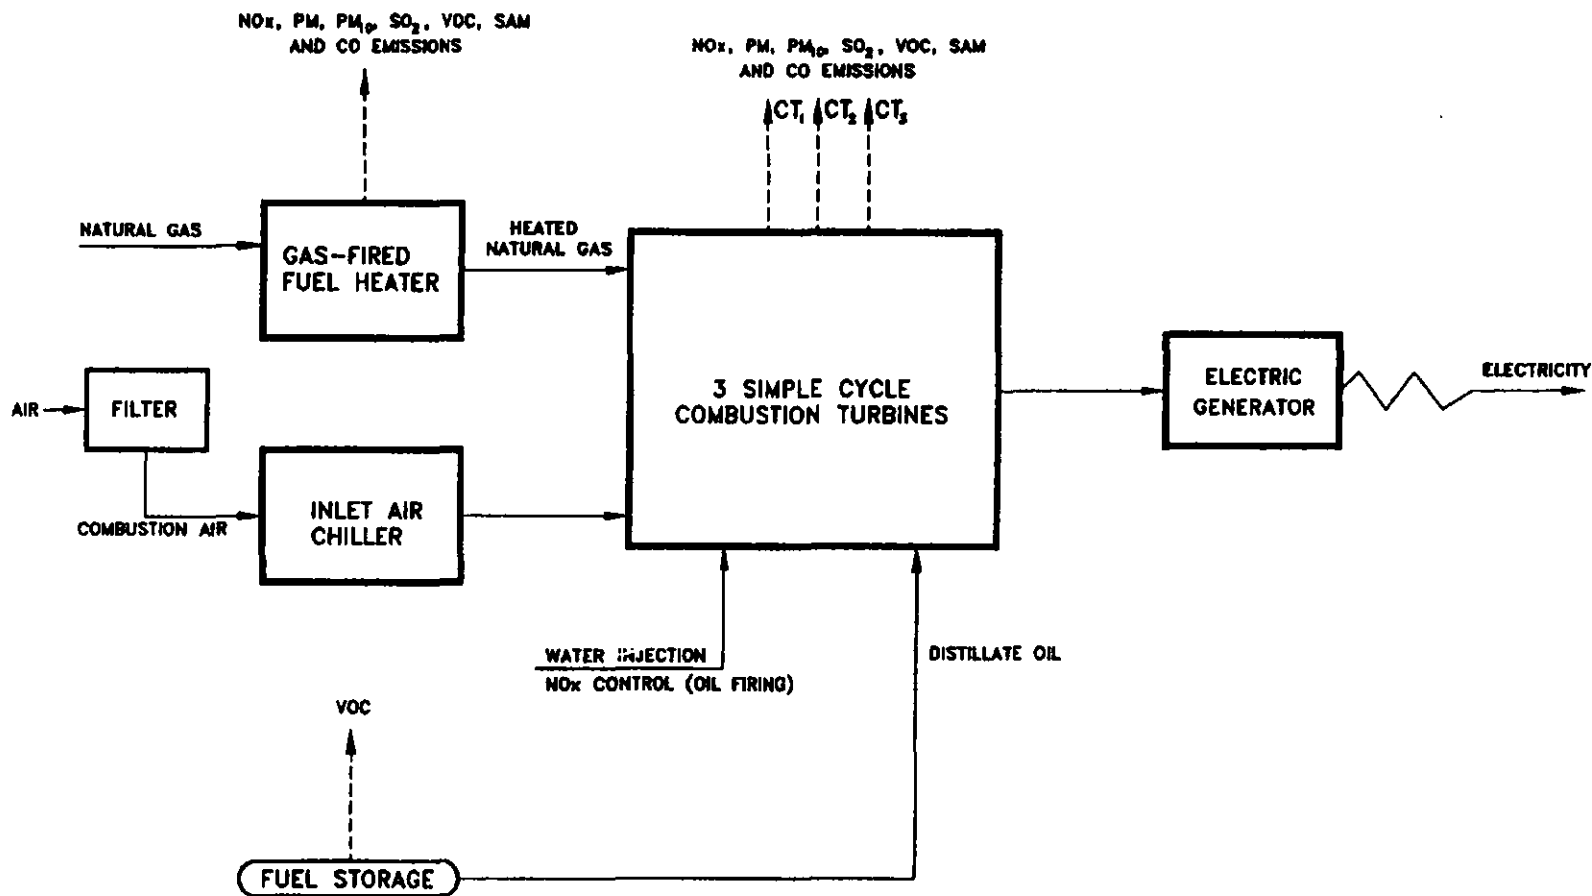 NOx, PM, PM10, SO2, VOC, SAM
AND CO EMISSIONS
NOx, PM, PM10, SO2, VOC, SAM
AND CO EMISSIONS
CT1 CT2 CT3
NATURAL GAS
GAS-FIRED
FUEL HEATER
HEATED
NATURAL GAS
AIR
FILTER
COMBUSTION AIR
INLET AIR
CHILLER
3 SIMPLE CYCLE
COMBUSTION TURBINES
ELECTRIC
GENERATOR
ELECTRICITY
WATER INJECTION
NOx CONTROL (OIL FIRING)
DISTILLATE OIL
VOC
FUEL STORAGE